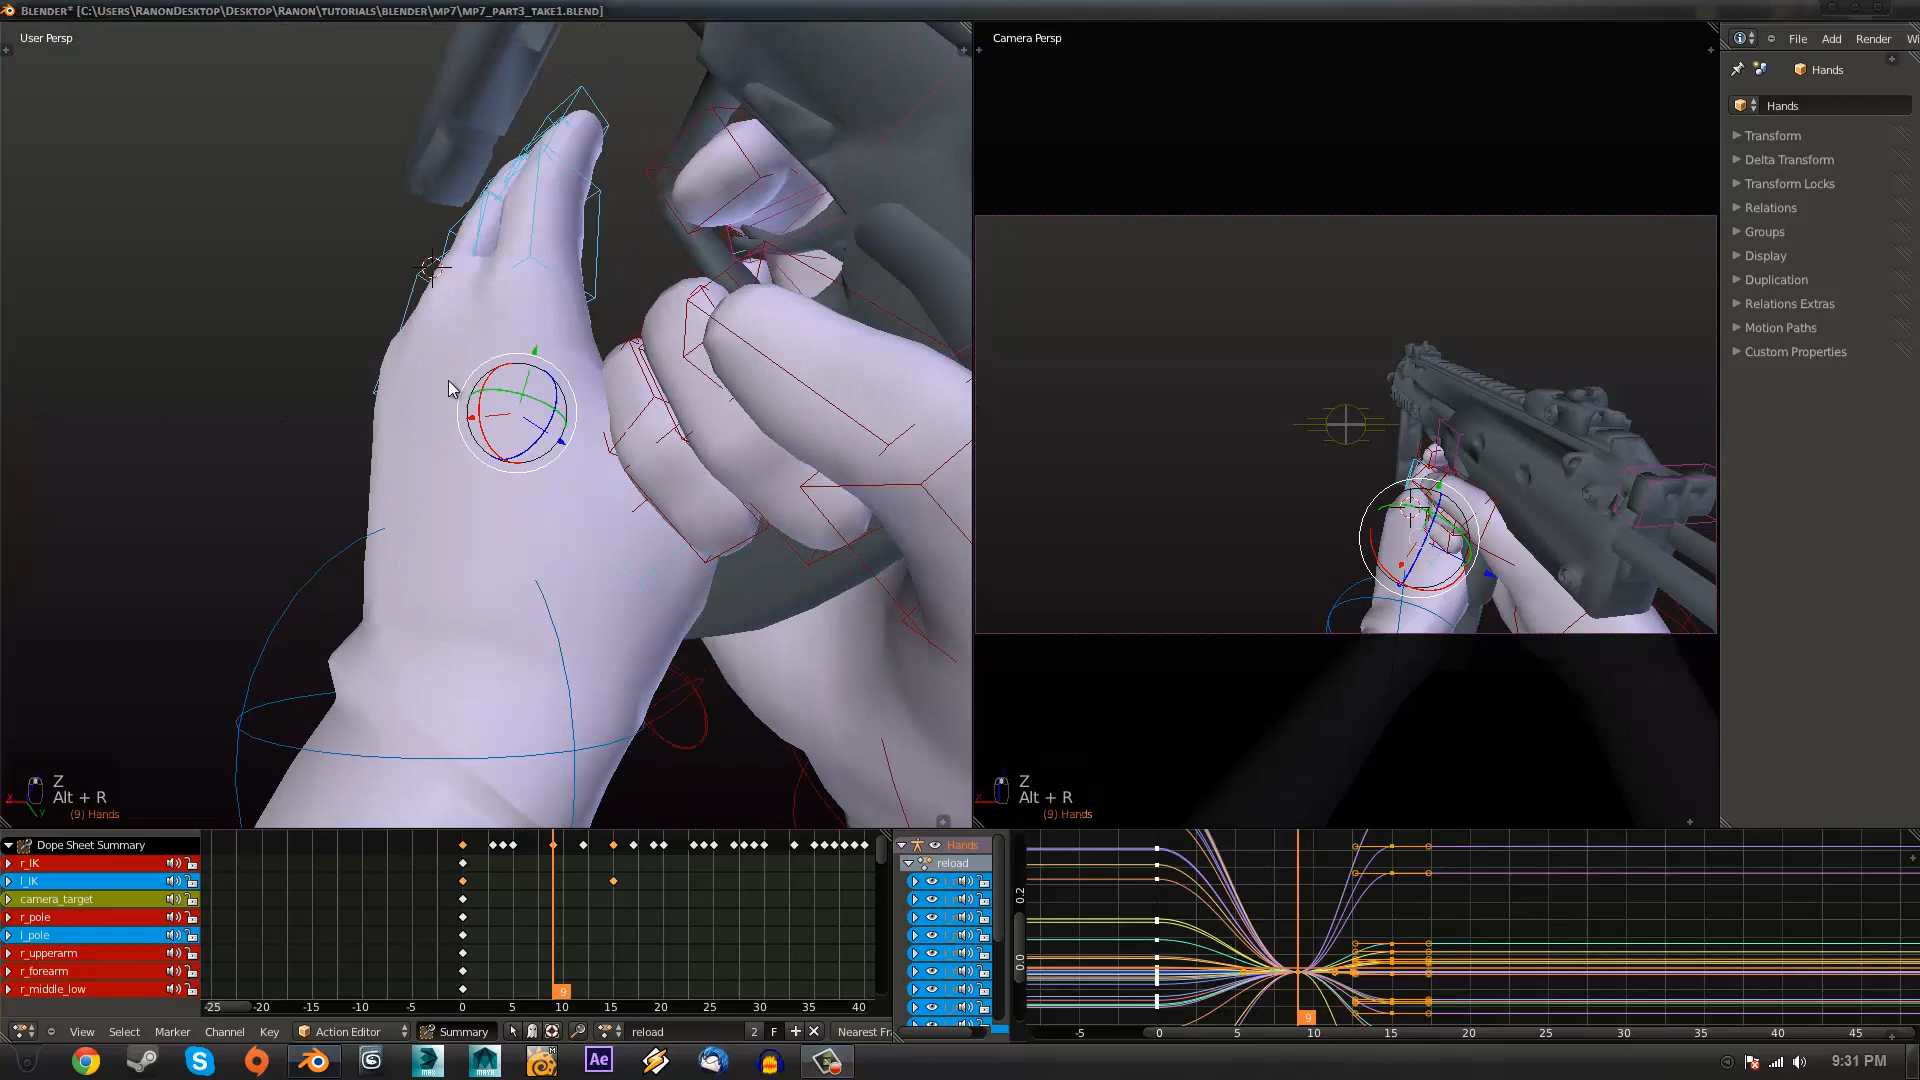 BLENDER* [C:\USERS\RANONDESKTOP\DESKTOP\RANON\TUTORIALS\BLENDER\MP7\MP7_PART3_TAKE1.BLEND]
User Persp
Camera Persp
File Add Render Wi
Hands
Hands
Transform
Delta Transform
Transform Locks
Relations
Groups
Display
Duplication
Relations Extras
Motion Paths
Custom Properties
Z
Alt + R
(9) Hands
Z
Alt + R
(9) Hands
Dope Sheet Summary
r_IK
l_IK
camera_target
r_pole
l_pole
r_upperarm
r_forearm
r_middle_low
-25 -20 -15 -10 -5 0 5 9 15 20 25 30 35 40
Hands
reload
0.2
0.0
9
-5 0 5 10 15 20 25 30 35 40 45
View Select Marker Channel Key Action Editor Summary reload 2 F Nearest Fra
Ae
MAX
MAYA
9:31 PM